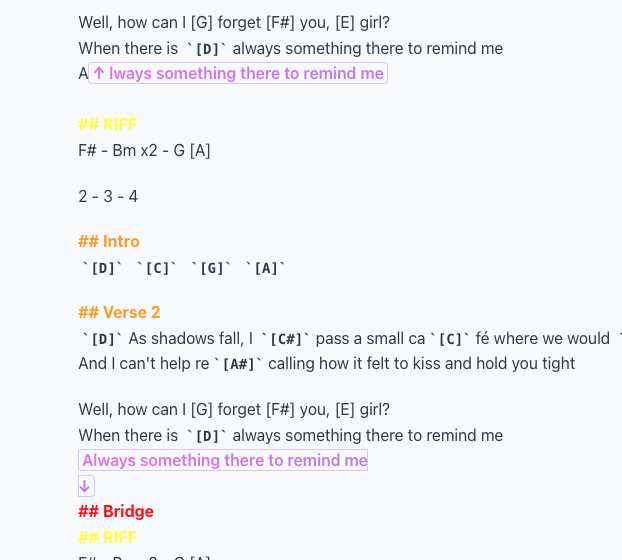 Well, how can I [G] forget [F#] you, [E] girl?
When there is `[D]` always something there to remind me
A↑ lways something there to remind me
## RIFF
F# - Bm x2 - G [A]
2 - 3 - 4
## Intro
`[D]` `[C]` `[G]` `[A]`
## Verse 2
`[D]` As shadows fall, I `[C#]` pass a small ca `[C]` fé where we would `
And I can't help re `[A#]` calling how it felt to kiss and hold you tight
Well, how can I [G] forget [F#] you, [E] girl?
When there is `[D]` always something there to remind me
Always something there to remind me
↓
## Bridge
## RIFF